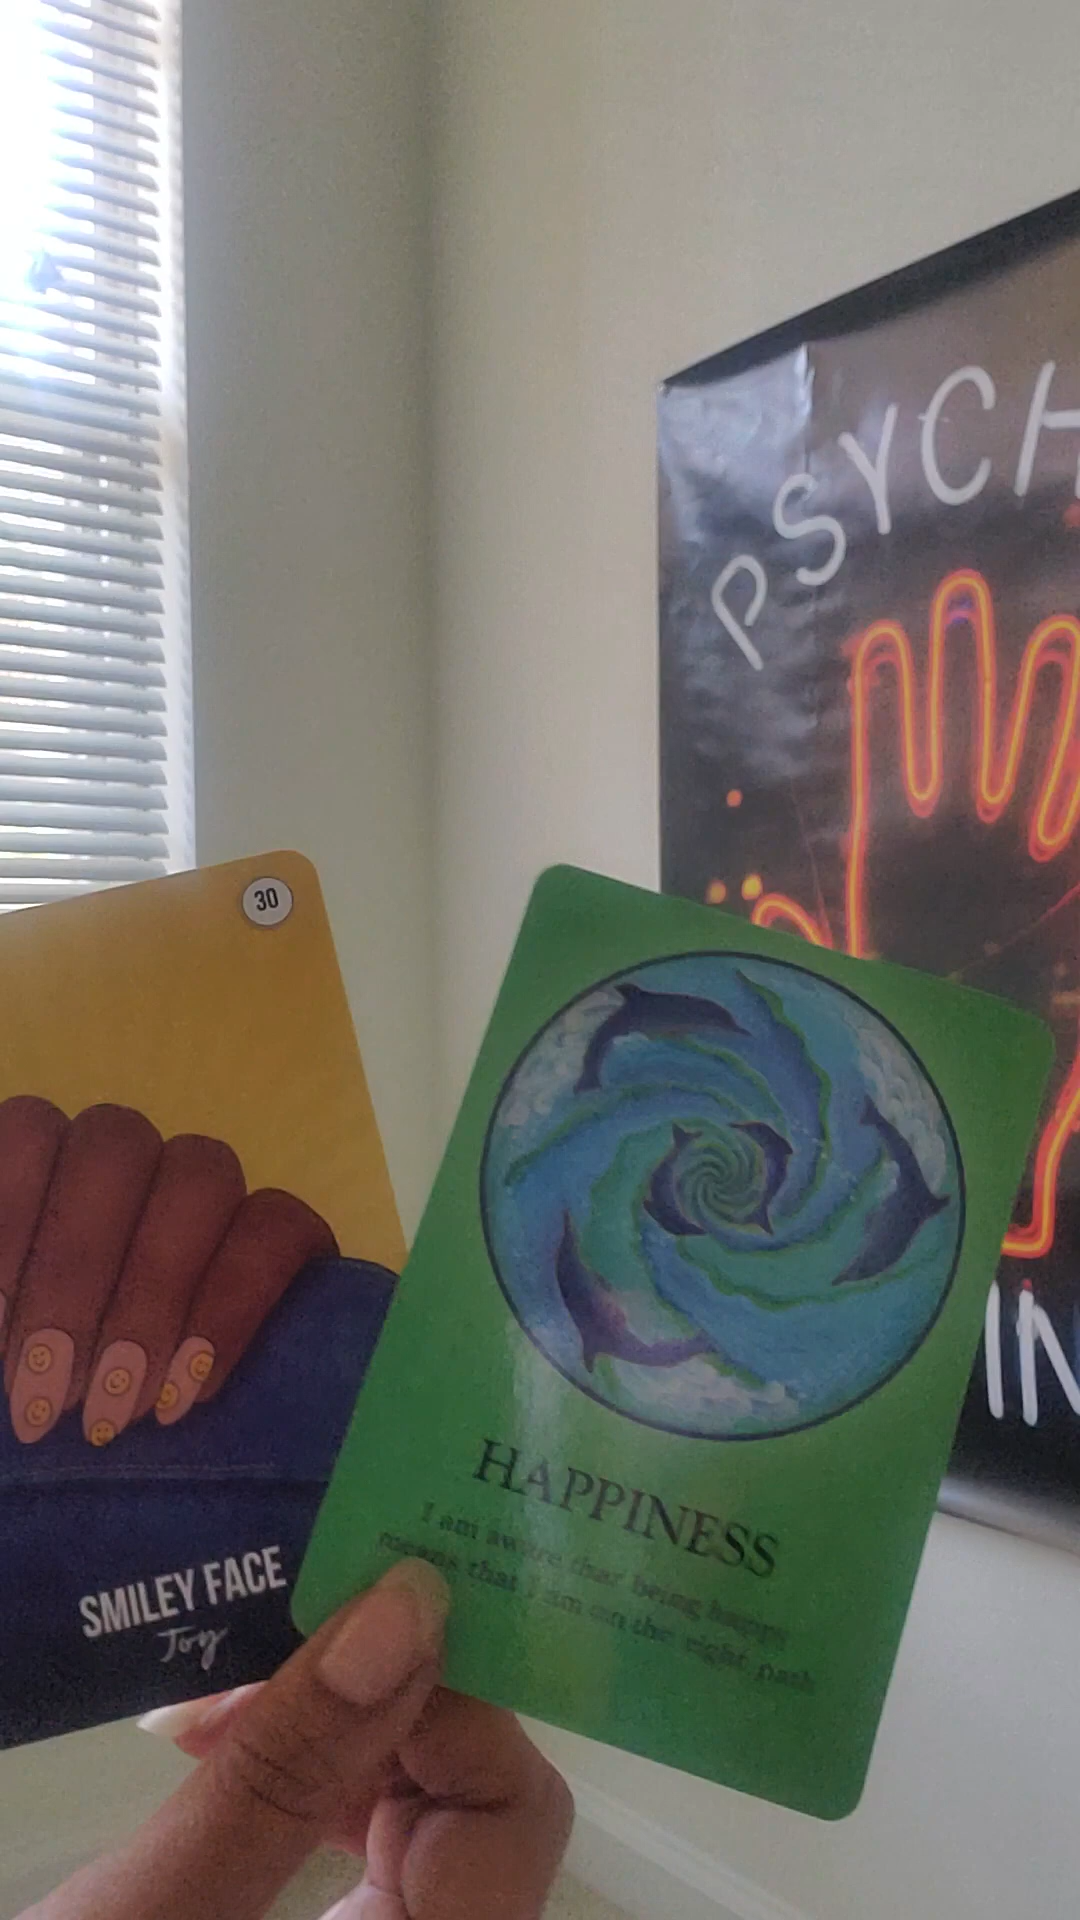 PSYCH
30
IN
HAPPINESS
I am aware that being happy
means that I am on the right path
SMILEY FACE
Joy